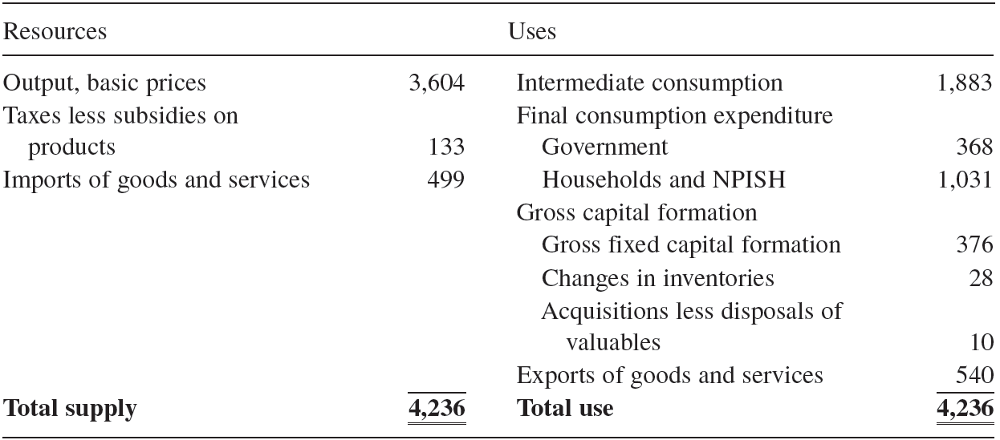 Resources Uses
Output, basic prices 3,604 Intermediate consumption 1,883
Taxes less subsidies on Final consumption expenditure
products 133 Government 368
Imports of goods and services 499 Households and NPISH 1,031
Gross capital formation
Gross fixed capital formation 376
Changes in inventories 28
Acquisitions less disposals of
valuables 10
Exports of goods and services 540
Total supply 4,236 Total use 4,236